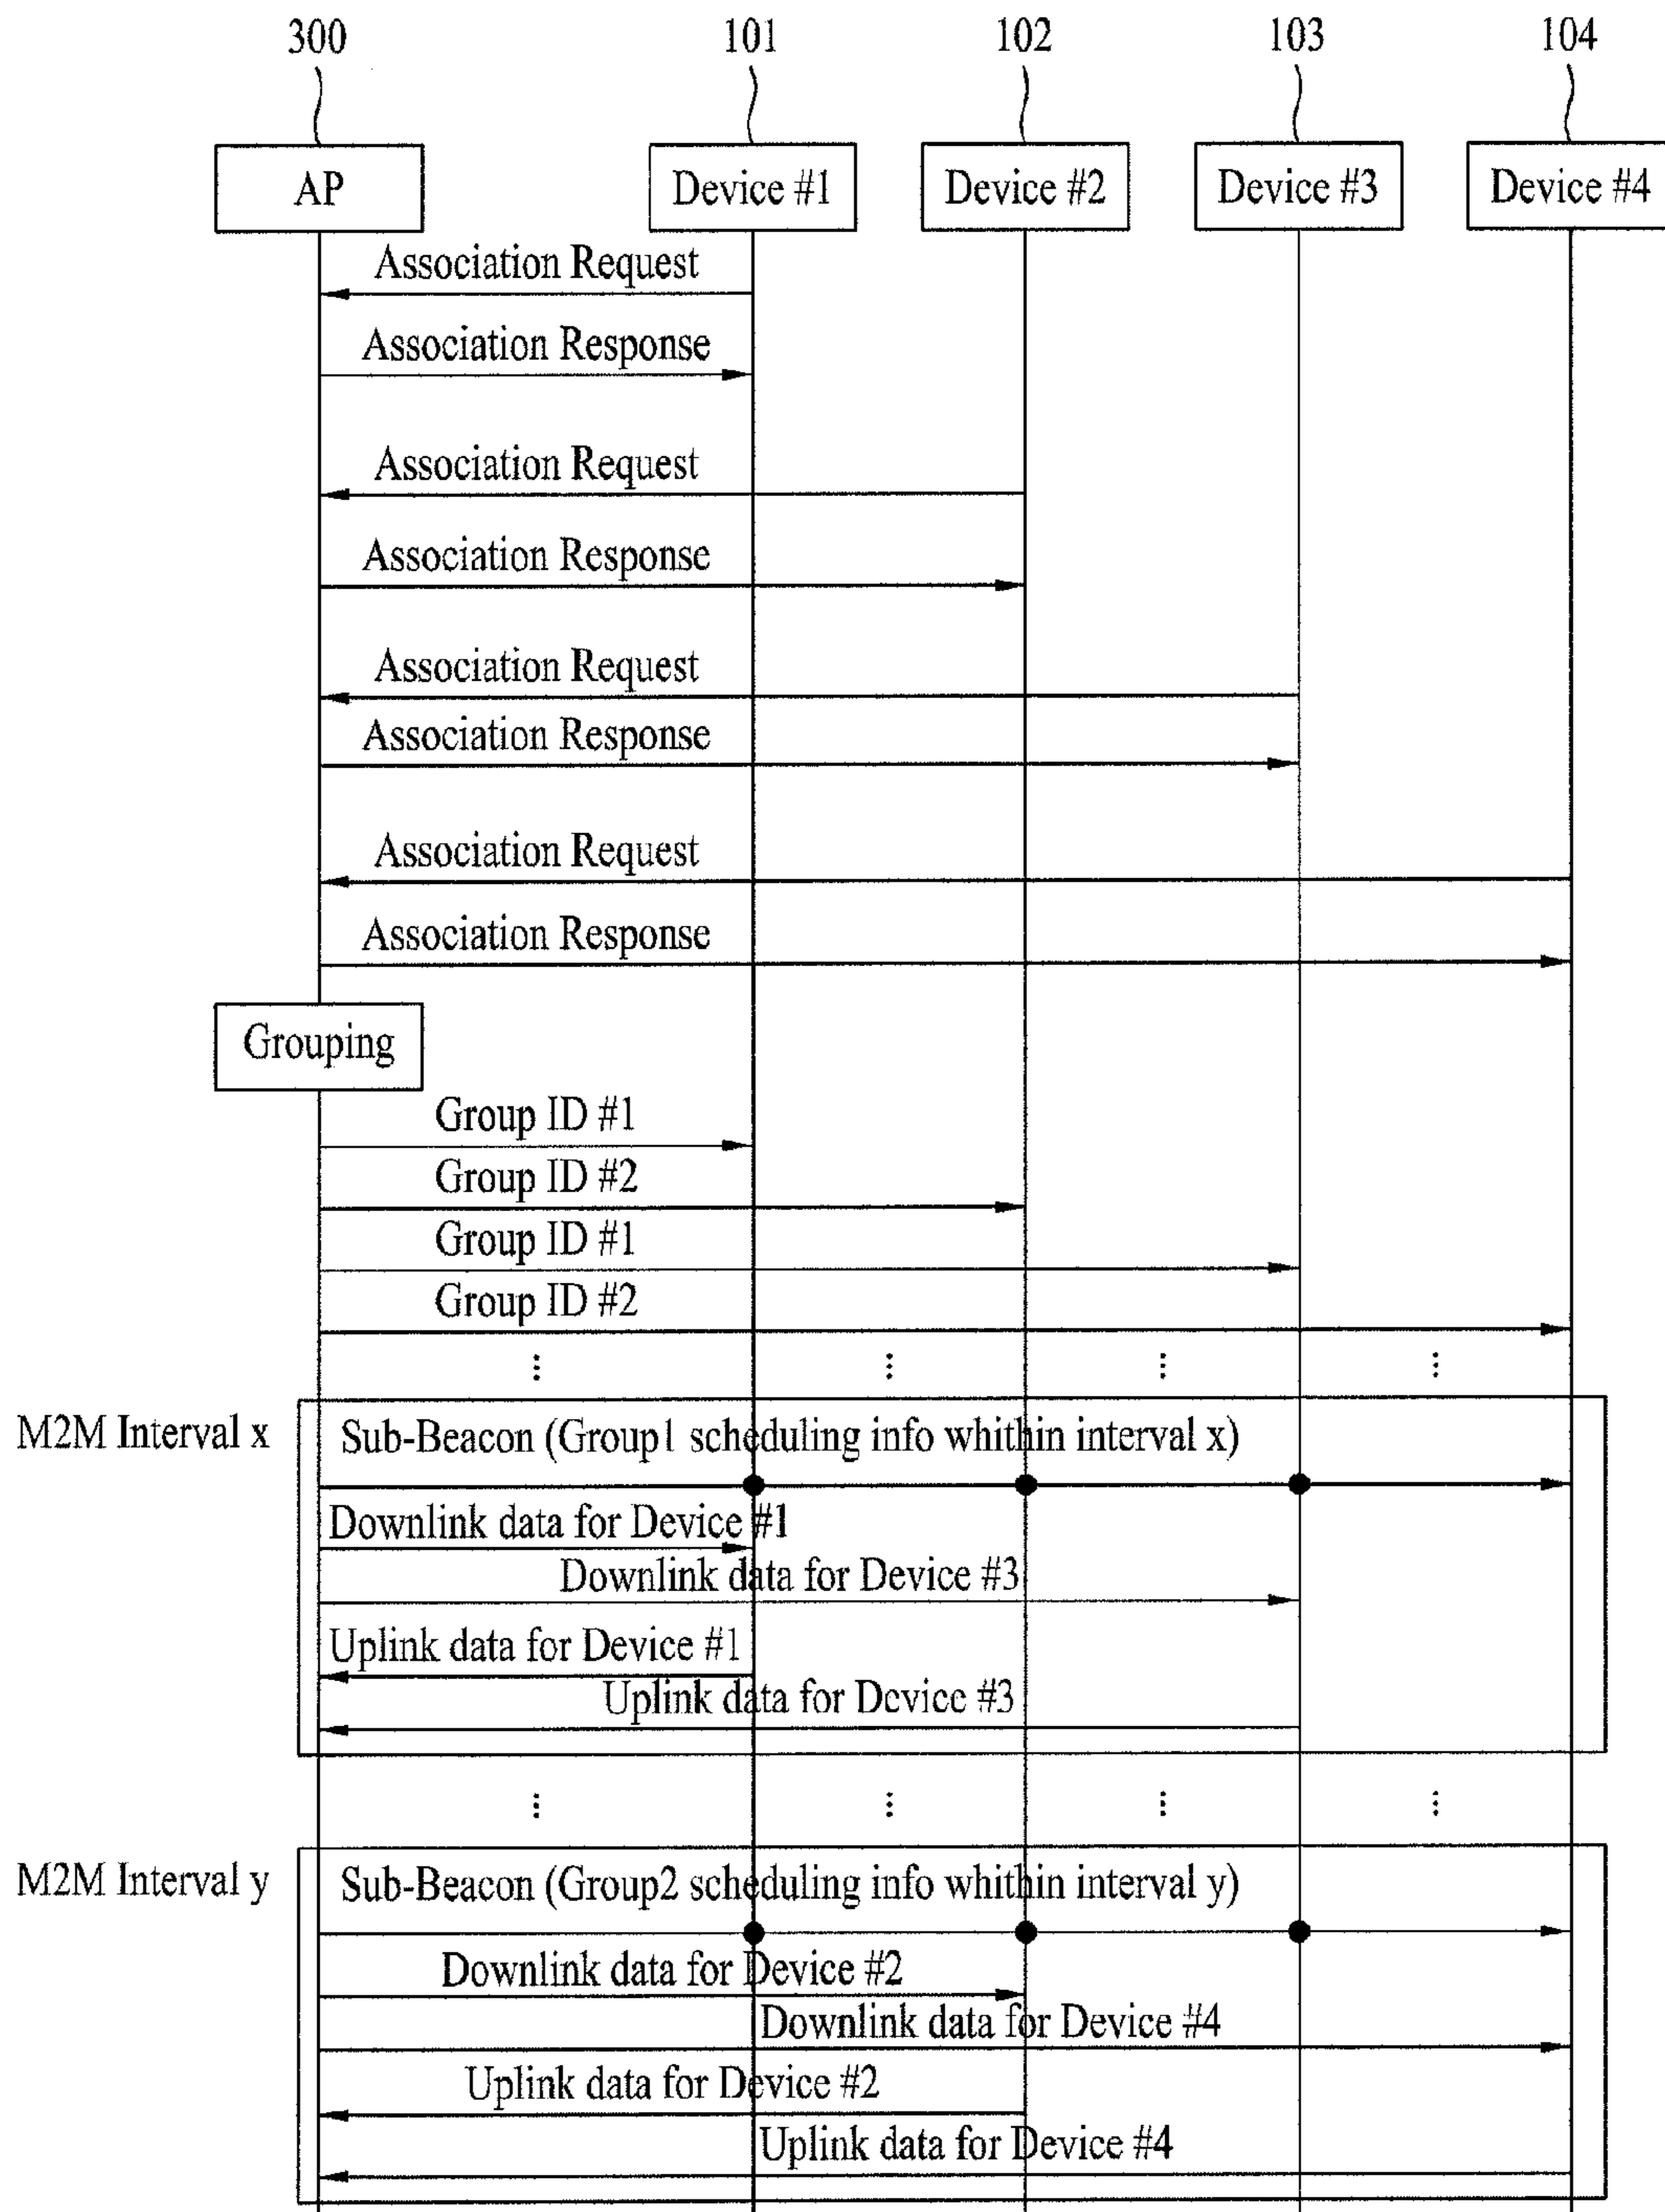 300 101 102 103 104
AP Device #1 Device #2 Device #3 Device #4
Association Request
Association Response
Association Request
Association Response
Association Request
Association Response
Association Request
Association Response
Grouping
Group ID #1
Group ID #2
Group ID #1
Group ID #2
M2M Interval x
Sub-Beacon (Group1 scheduling info whithin interval x)
Downlink data for Device #1
Downlink data for Device #3
Uplink data for Device #1
Uplink data for Device #3
M2M Interval y
Sub-Beacon (Group2 scheduling info whithin interval y)
Downlink data for Device #2
Downlink data for Device #4
Uplink data for Device #2
Uplink data for Device #4